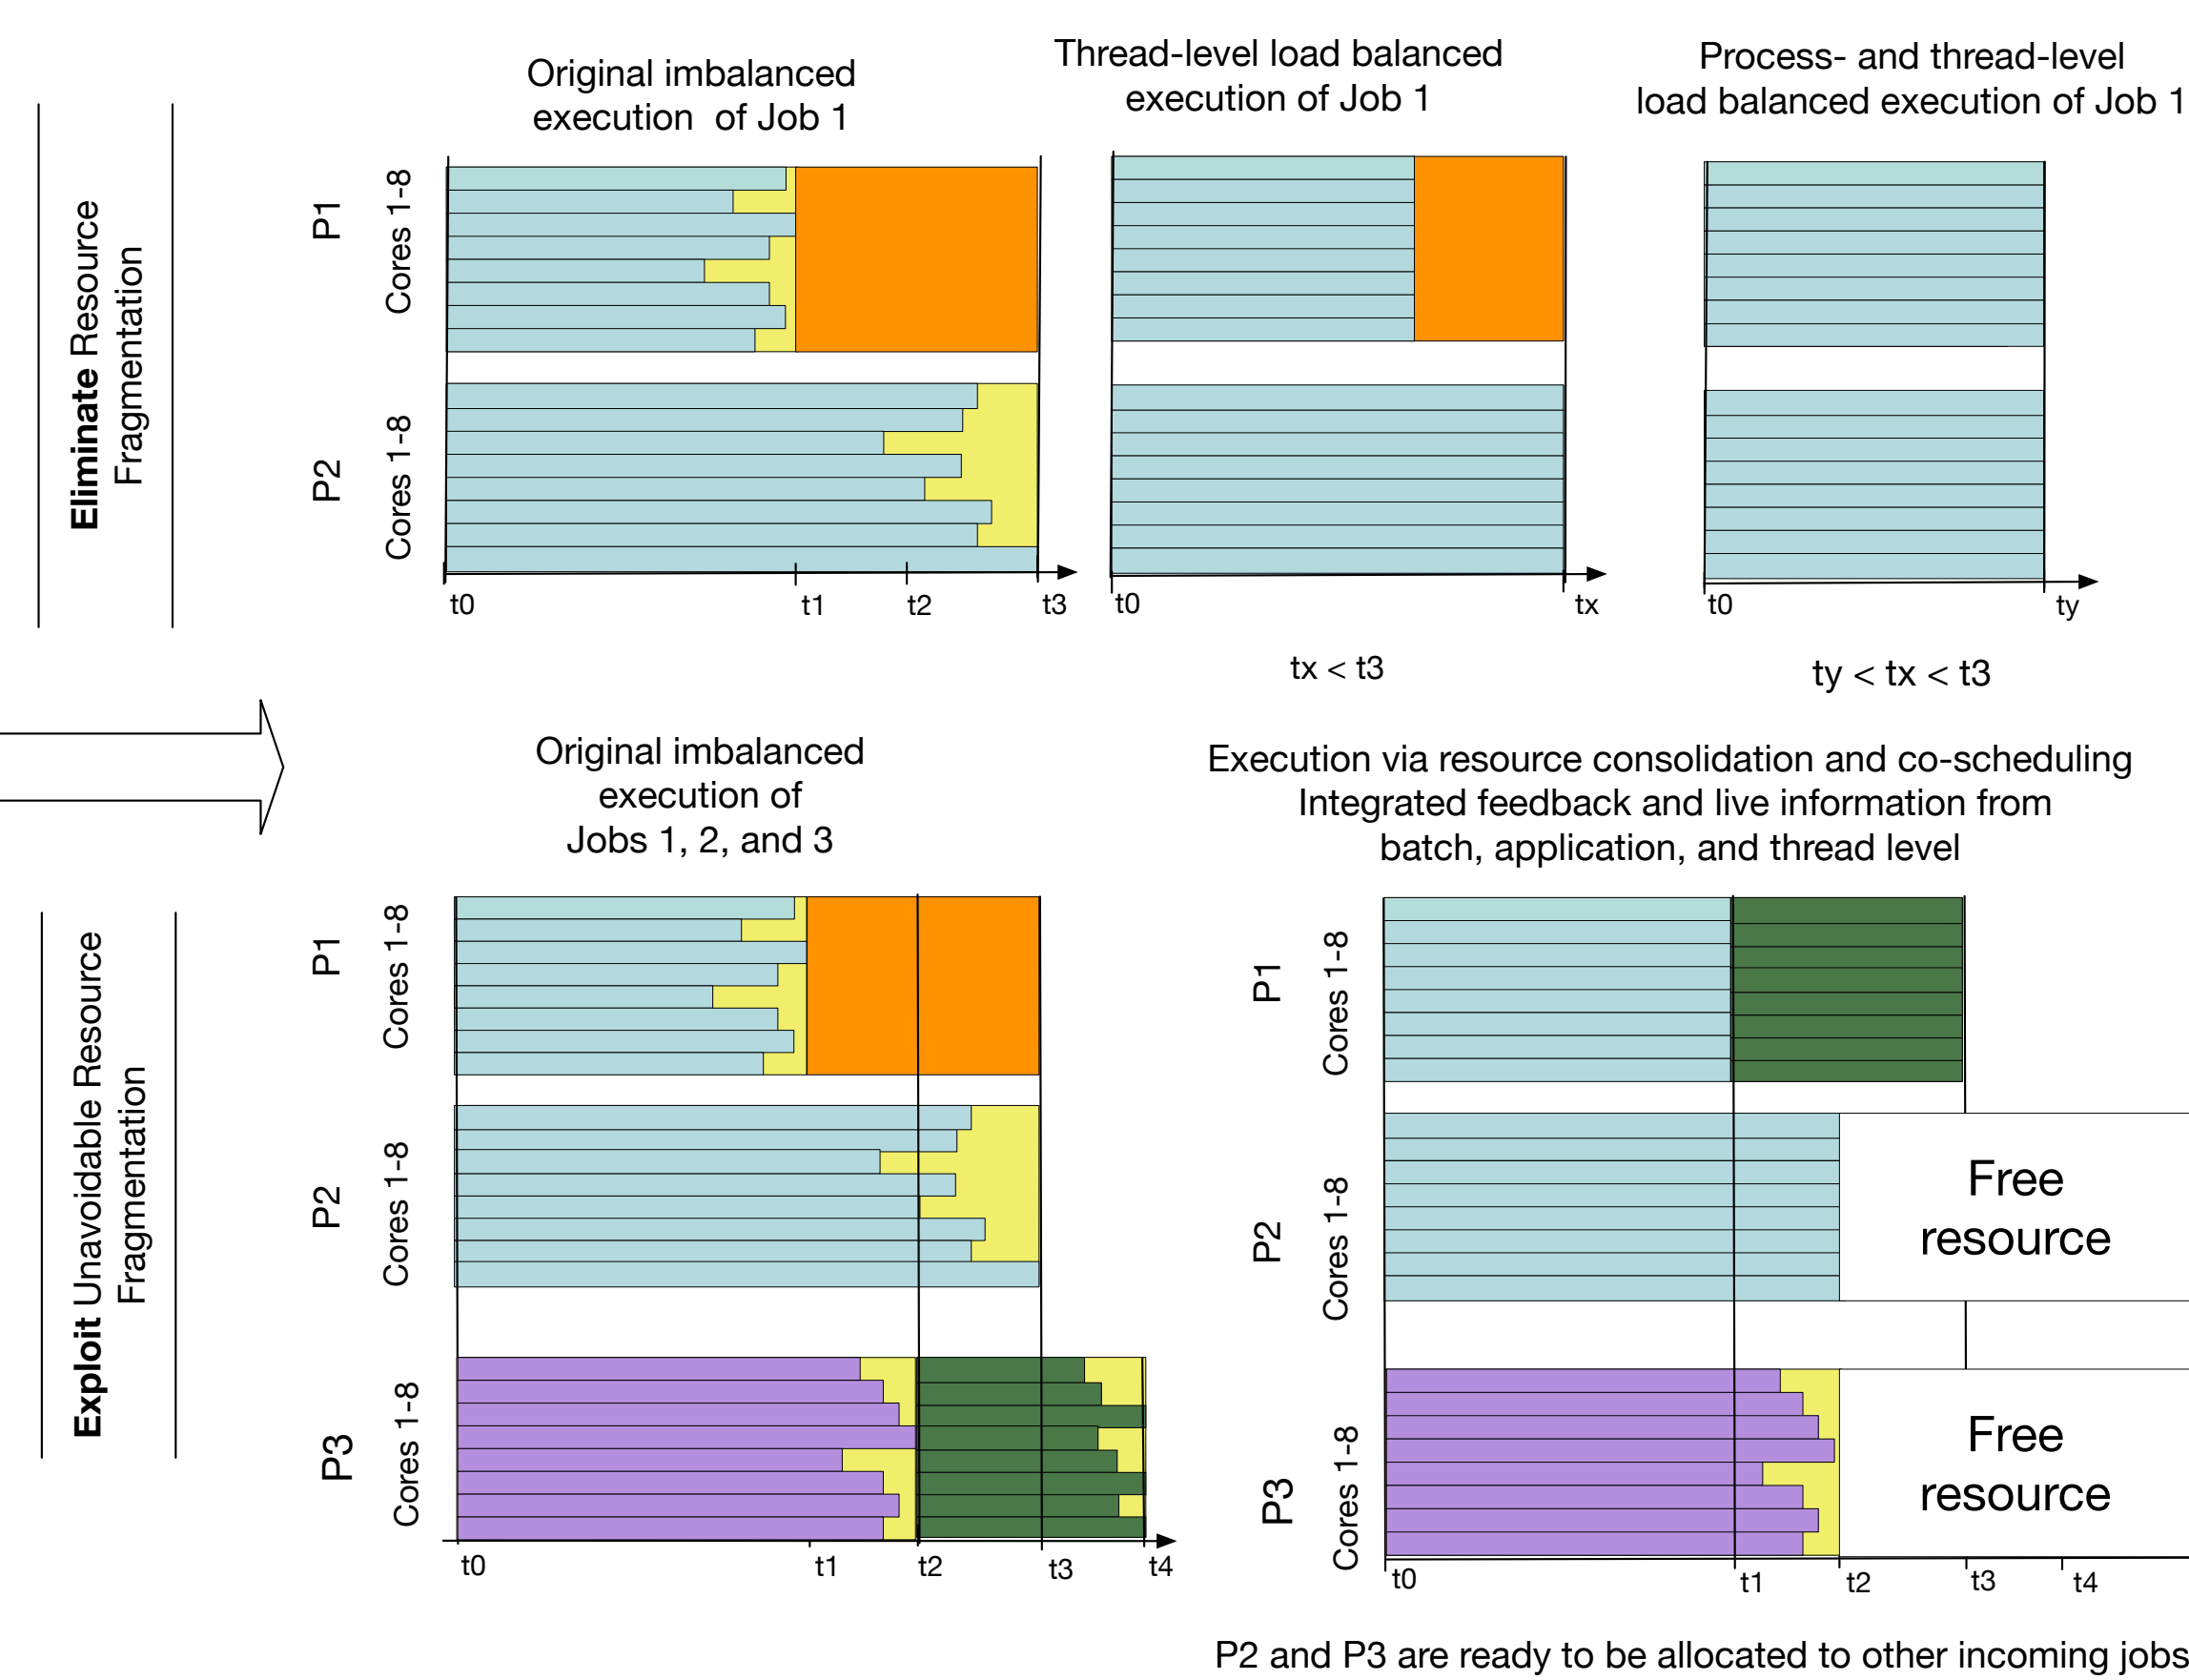 Original imbalanced
execution of Job 1
Thread-level load balanced
execution of Job 1
Process- and thread-level
load balanced execution of Job 1
Eliminate Resource
Fragmentation
P1
Cores 1-8
P2
Cores 1-8
t0
t1
t2
t3
t0
tx
t0
ty
tx < t3
ty < tx < t3
Original imbalanced
execution of
Jobs 1, 2, and 3
Execution via resource consolidation and co-scheduling
Integrated feedback and live information from
batch, application, and thread level
Exploit Unavoidable Resource
Fragmentation
P1
Cores 1-8
P2
Cores 1-8
P3
Cores 1-8
t0
t1
t2
t3
t4
P1
Cores 1-8
P2
Cores 1-8
Free
resource
P3
Cores 1-8
Free
resource
t0
t1
t2
t3
t4
P2 and P3 are ready to be allocated to other incoming jobs